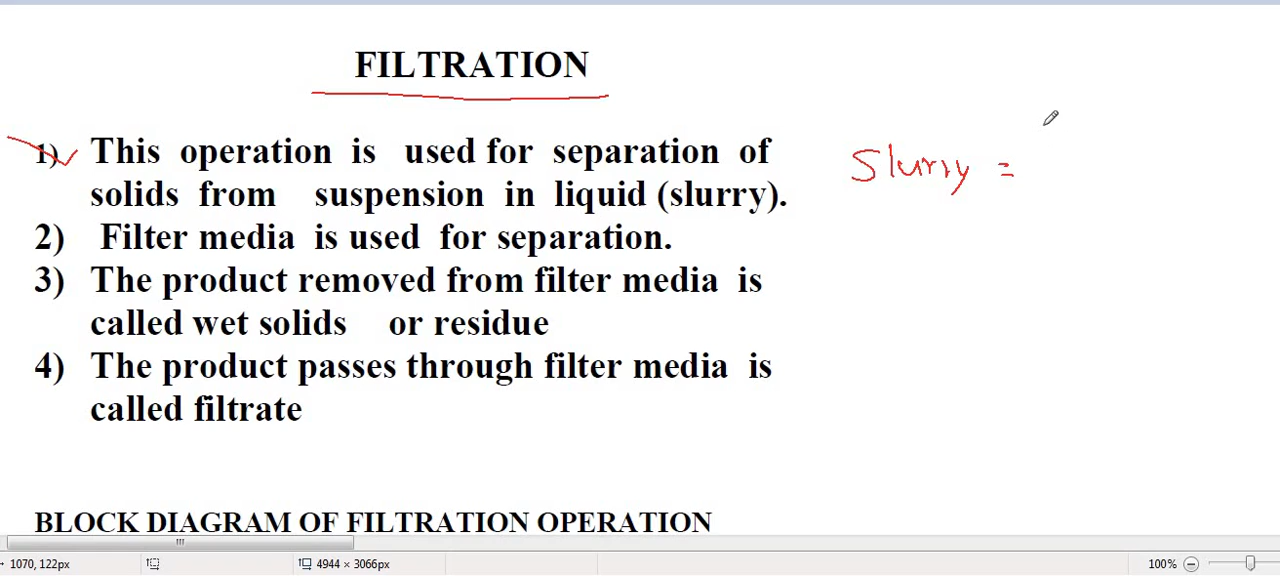 FILTRATION
1) This operation is used for separation of
solids from suspension in liquid (slurry).
Slurry =
2) Filter media is used for separation.
3) The product removed from filter media is
called wet solids or residue
4) The product passes through filter media is
called filtrate
BLOCK DIAGRAM OF FILTRATION OPERATION
1070, 122px
4944 × 3066px
100%